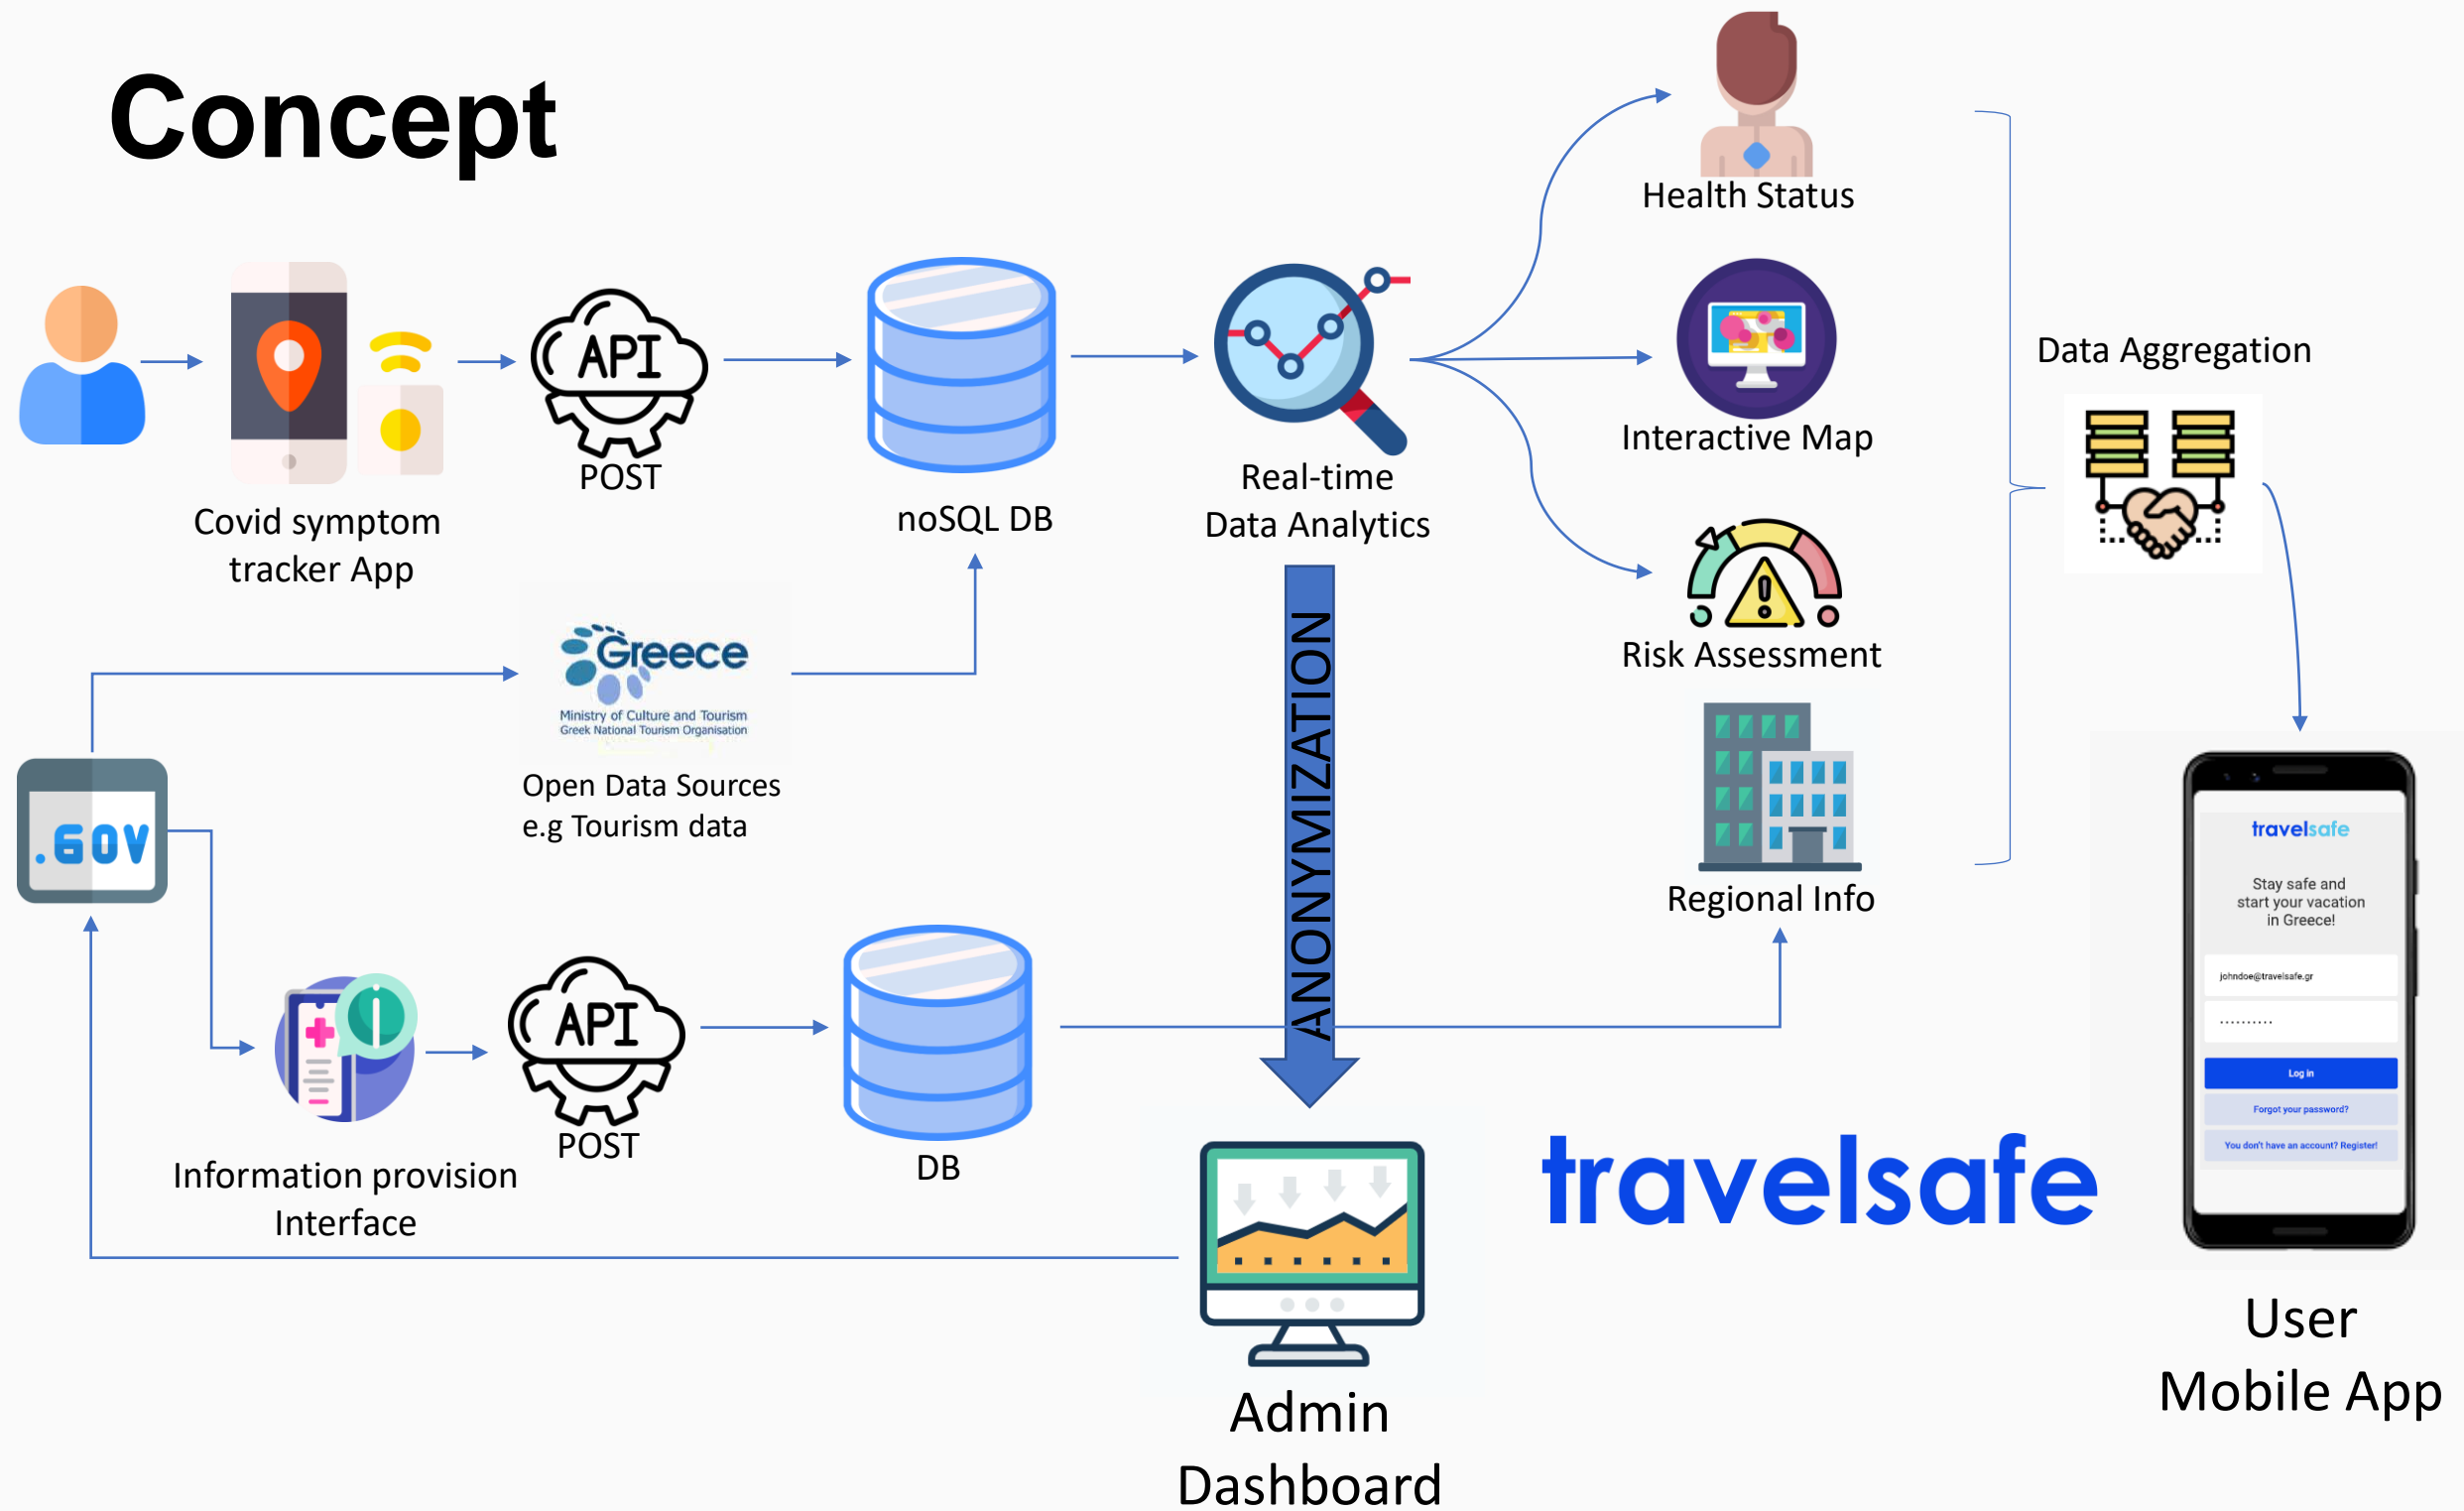 Concept
Health Status
API
POST
Covid symptom
tracker App
noSQL DB
Real-time
Data Analytics
Interactive Map
Data Aggregation
Risk Assessment
Greece
Ministry of Culture and Tourism
Greek National Tourism Organisation
Open Data Sources
e.g Tourism data
ANONYMIZATION
.GOV
Regional Info
API
POST
Information provision
Interface
DB
travelsafe
Stay safe and
start your vacation
in Greece!
johndoe@travelsafe.gr
..........
Log in
Forgot your password?
You don't have an account? Register!
travelsafe
User
Mobile App
Admin
Dashboard